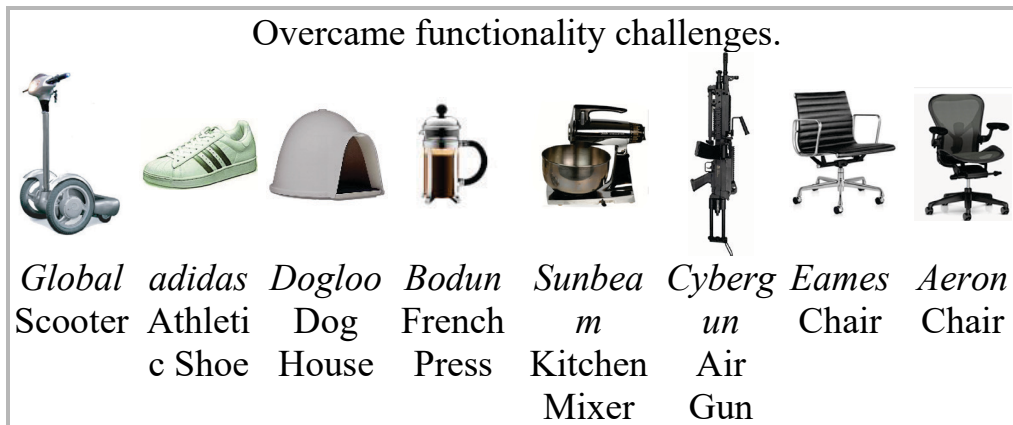 Overcame functionality challenges.
Global Scooter
adidas Athleti c Shoe
Dogloo Dog House
Bodun French Press
Sunbea m Kitchen Mixer
Cyberg un Air Gun
Eames Chair
Aeron Chair